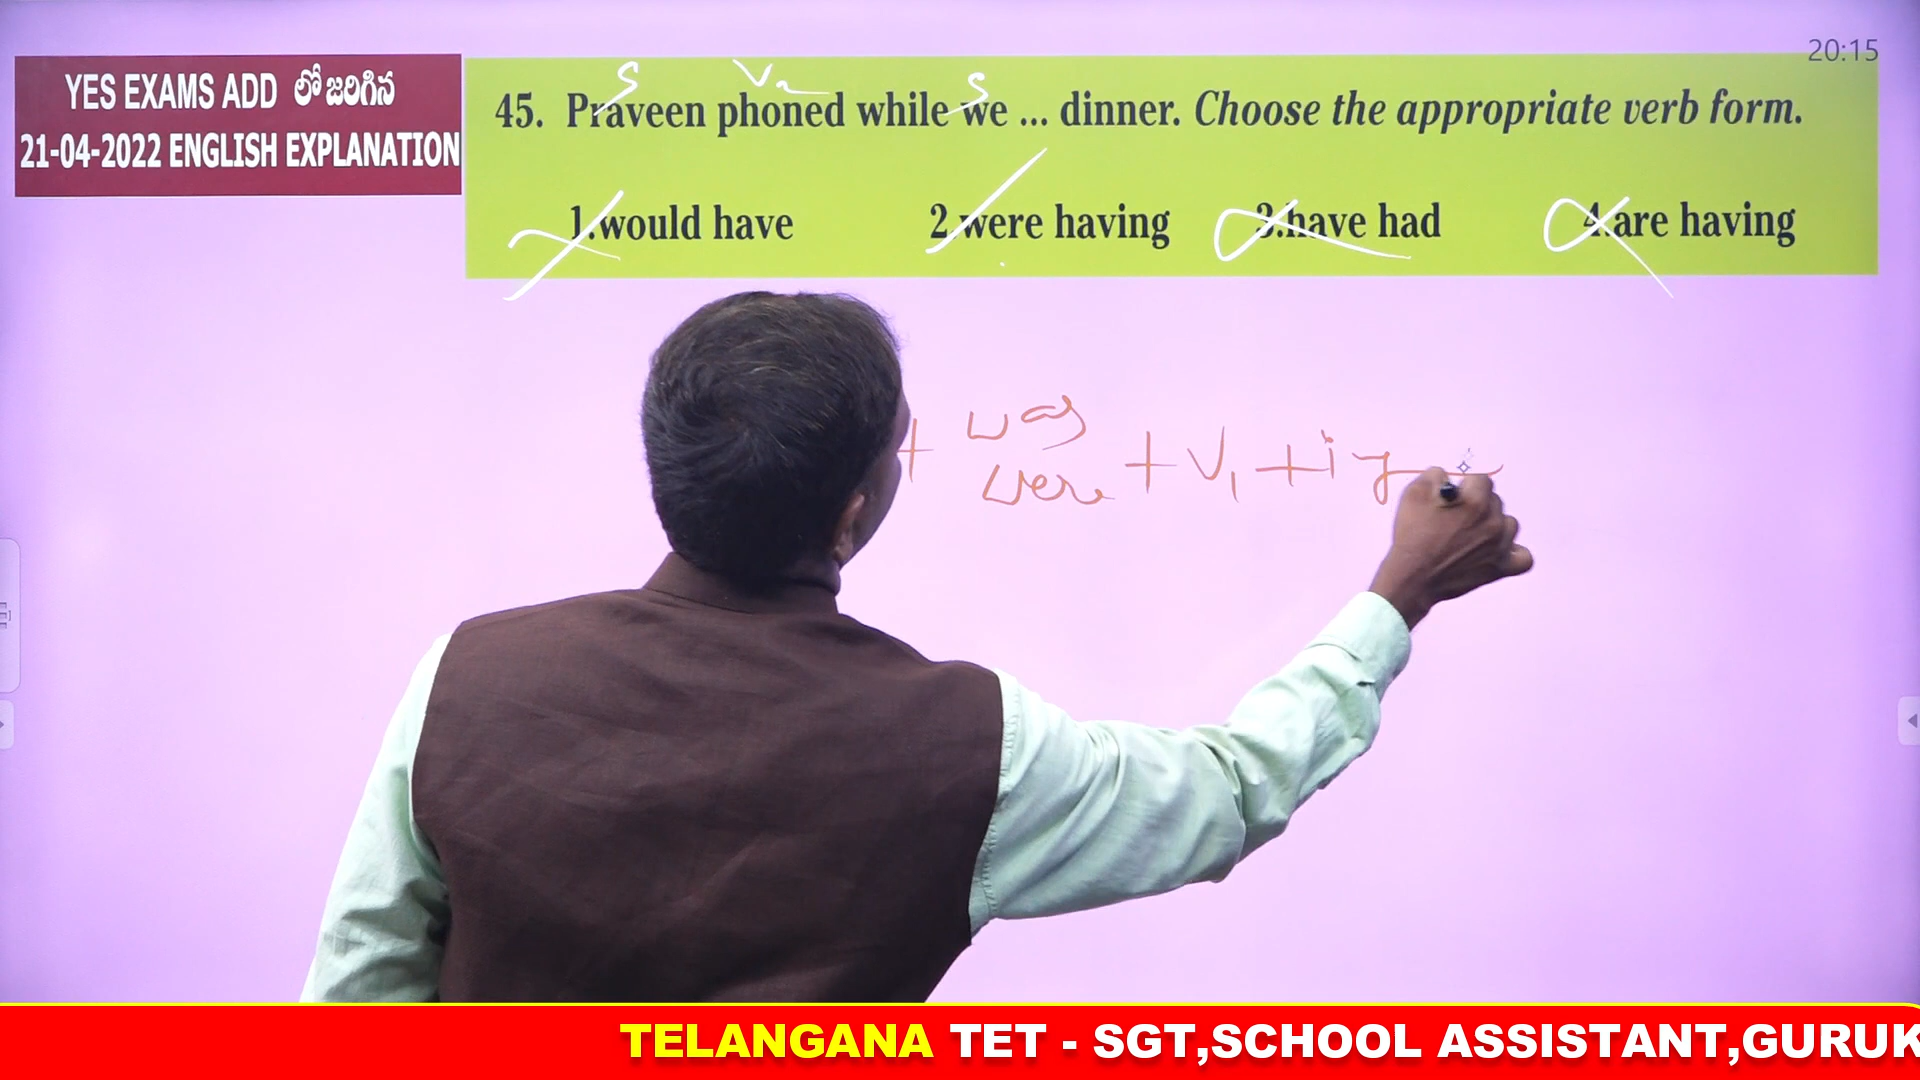 20:15
YES EXAMS ADD లో జరిగిన
21-04-2022 ENGLISH EXPLANATION
S V2 S
45. Praveen phoned while we ... dinner. Choose the appropriate verb form.
1.would have 2.were having 3.have had 4.are having
+ was
were + V1 + ing +
TELANGANA TET - SGT,SCHOOL ASSISTANT,GURUK